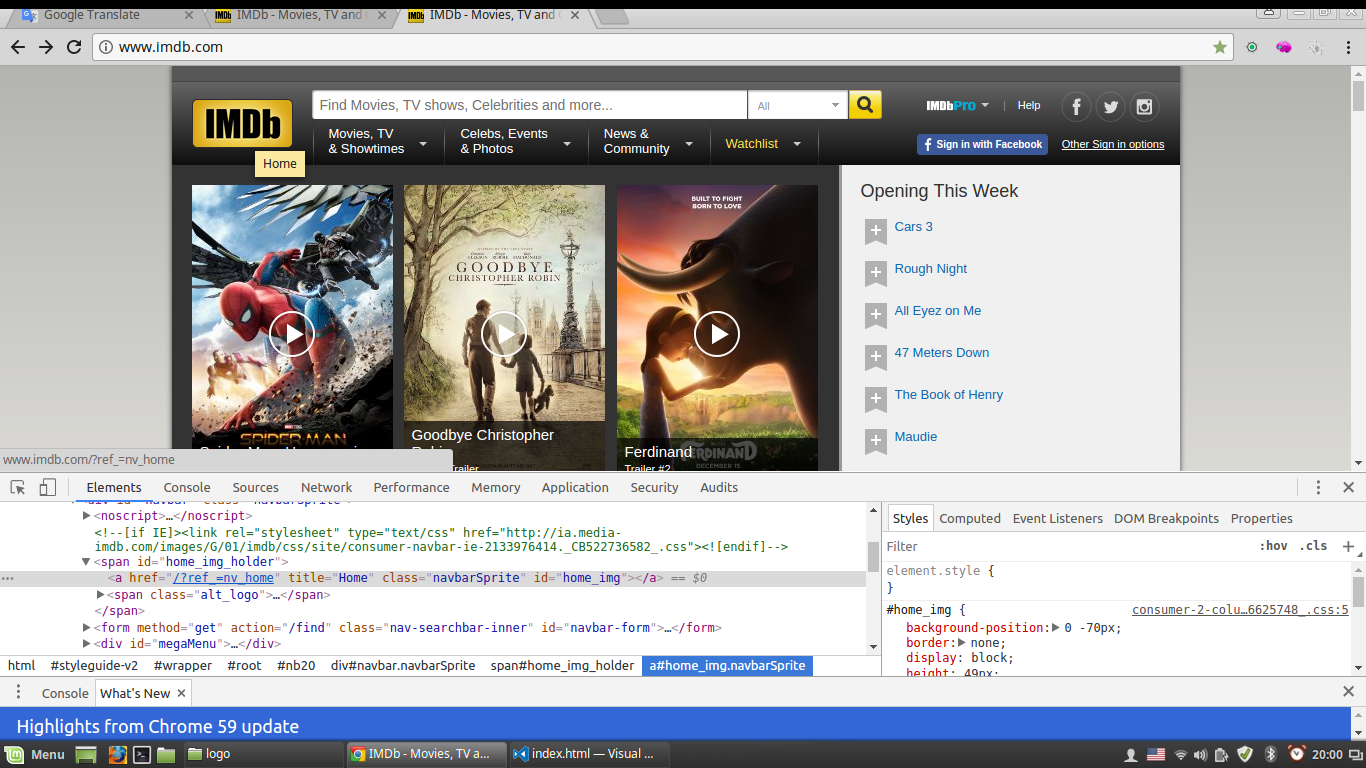 Google Translate
IMDb - Movies, TV and
IMDb - Movies, TV and
www.imdb.com
IMDb
Find Movies, TV shows, Celebrities and more...
All
IMDbPro
Help
Movies, TV
& Showtimes
Celebs, Events
& Photos
News &
Community
Watchlist
Sign in with Facebook
Other Sign in options
Home
Opening This Week
Cars 3
Rough Night
All Eyez on Me
47 Meters Down
The Book of Henry
Maudie
SPIDER-MAN
GOODBYE
CHRISTOPHER ROBIN
Goodbye Christopher
Trailer
BUILT TO FIGHT
BORN TO LOVE
Ferdinand
FERDINAND
Trailer #2
DECEMBER 15
www.imdb.com/?ref_=nv_home
Elements
Console
Sources
Network
Performance
Memory
Application
Security
Audits
<noscript>…</noscript>
<!--[if IE]><link rel="stylesheet" type="text/css" href="http://ia.media-
imdb.com/images/G/01/imdb/css/site/consumer-navbar-ie-2133976414._CB522736582_.css"><![endif]-->
<span id="home_img_holder">
<a href="/?ref_=nv_home" title="Home" class="navbarSprite" id="home_img"></a> == $0
<span class="alt_logo">…</span>
</span>
<form method="get" action="/find" class="nav-searchbar-inner" id="navbar-form">…</form>
<div id="megaMenu">…</div>
html #styleguide-v2 #wrapper #root #nb20 div#navbar.navbarSprite span#home_img_holder a#home_img.navbarSprite
Styles
Computed
Event Listeners
DOM Breakpoints
Properties
Filter
:hov .cls
element.style {
}
#home_img {
consumer-2-colu…6625748_.css:5
background-position: 0 -70px;
border: none;
display: block;
height: 49px;
Console
What's New
Highlights from Chrome 59 update
Menu
logo
IMDb - Movies, TV a...
index.html — Visual ...
20:00